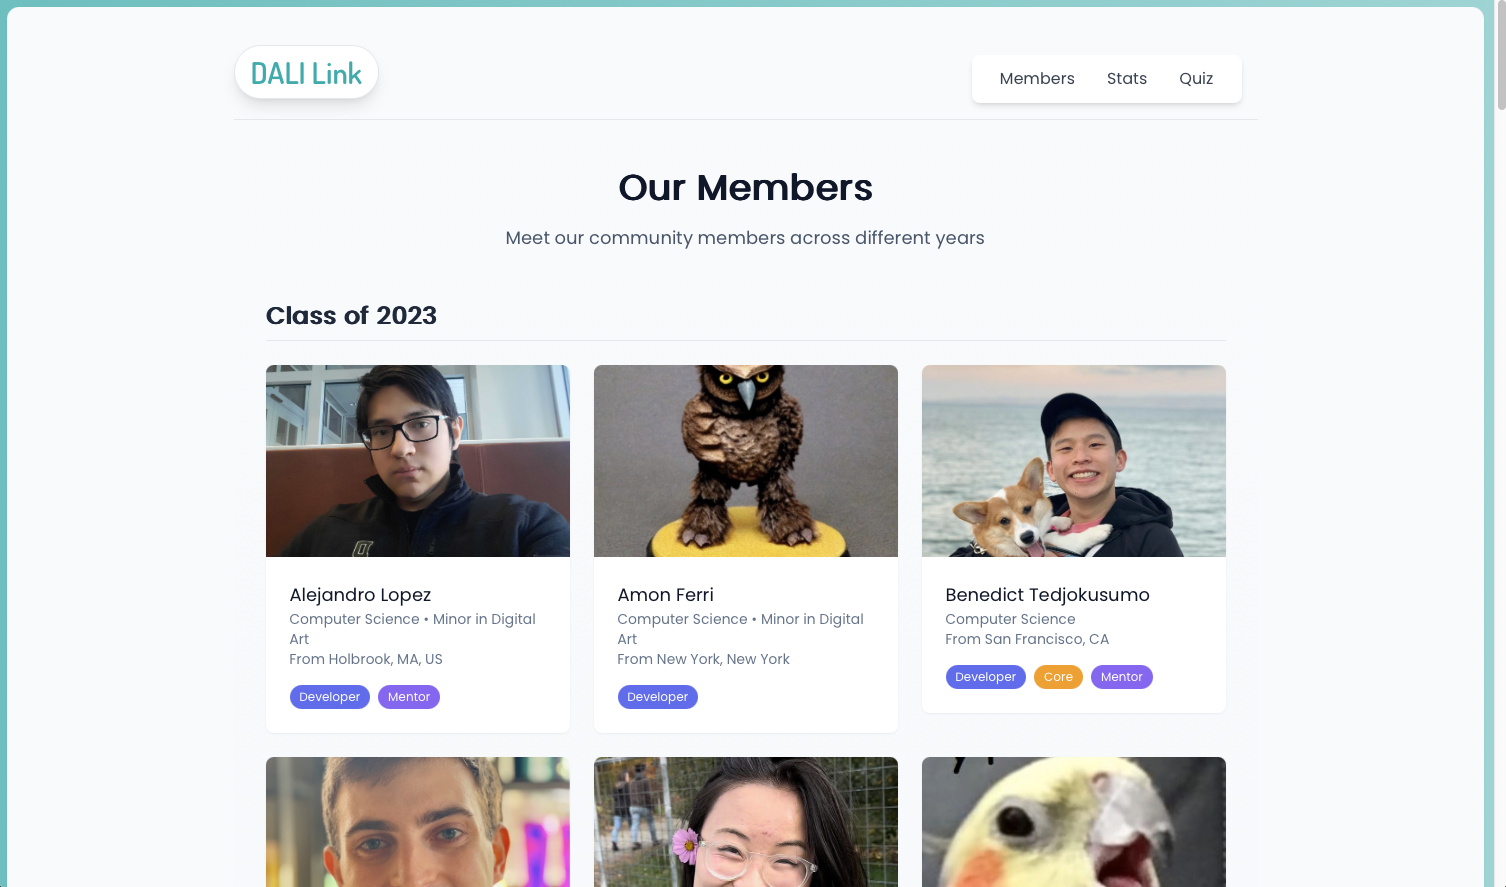 DALI Link
Members Stats Quiz
Our Members
Meet our community members across different years
Class of 2023
Alejandro Lopez
Computer Science • Minor in Digital
Art
From Holbrook, MA, US
Developer Mentor
Amon Ferri
Computer Science • Minor in Digital
Art
From New York, New York
Developer
Benedict Tedjokusumo
Computer Science
From San Francisco, CA
Developer Core Mentor